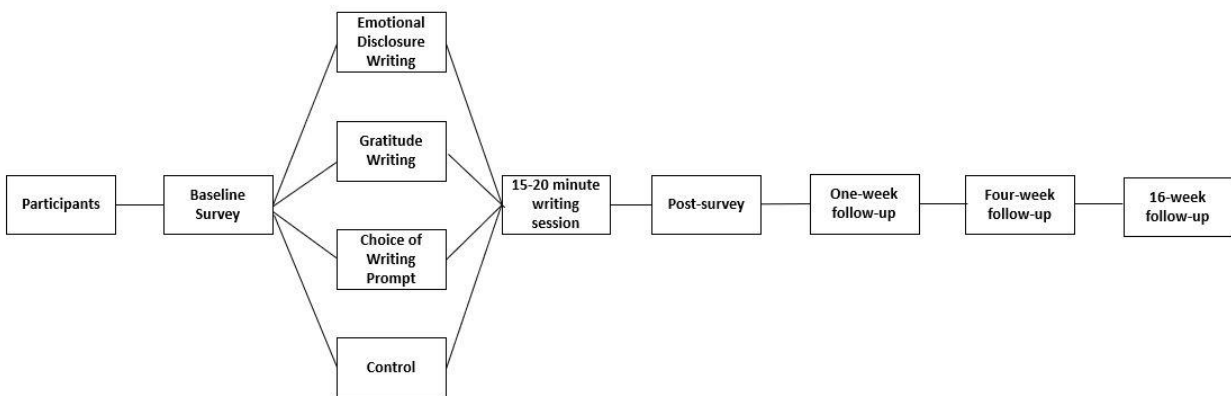 Participants
Baseline
Survey
Emotional
Disclosure
Writing
Gratitude
Writing
Choice of
Writing
Prompt
Control
15-20 minute
writing
session
Post-survey
One-week
follow-up
Four-week
follow-up
16-week
follow-up